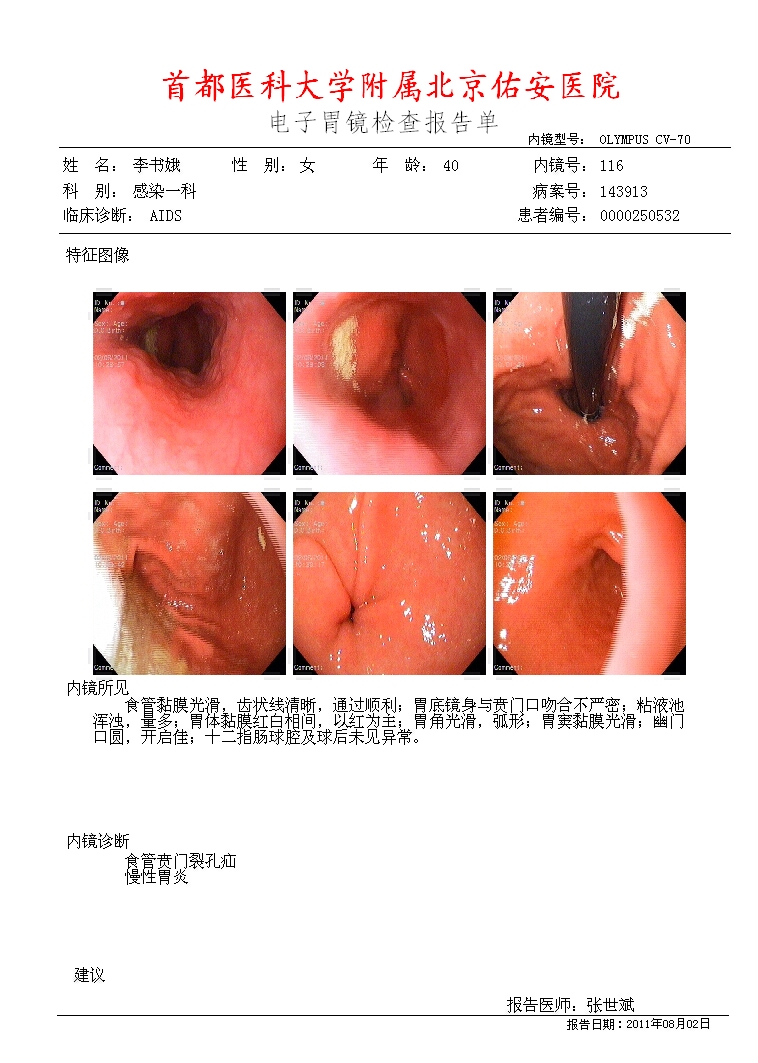 首都医科大学附属北京佑安医院
电子胃镜检查报告单
内镜型号： OLYMPUS CV-70
姓 名： 李书娥 性 别：女 年 龄： 40 内镜号：116
科 别： 感染一科 病案号：143913
临床诊断： AIDS 患者编号：0000250532
特征图像
内镜所见
食管黏膜光滑，齿状线清晰，通过顺利；胃底镜身与贲门口吻合不严密；粘液池
浑浊，量多；胃体黏膜红白相间，以红为主；胃角光滑，弧形；胃窦黏膜光滑；幽门
口圆，开启佳；十二指肠球腔及球后未见异常。
内镜诊断
食管贲门裂孔疝
慢性胃炎
建议
报告医师：张世斌
报告日期：2011年08月02日